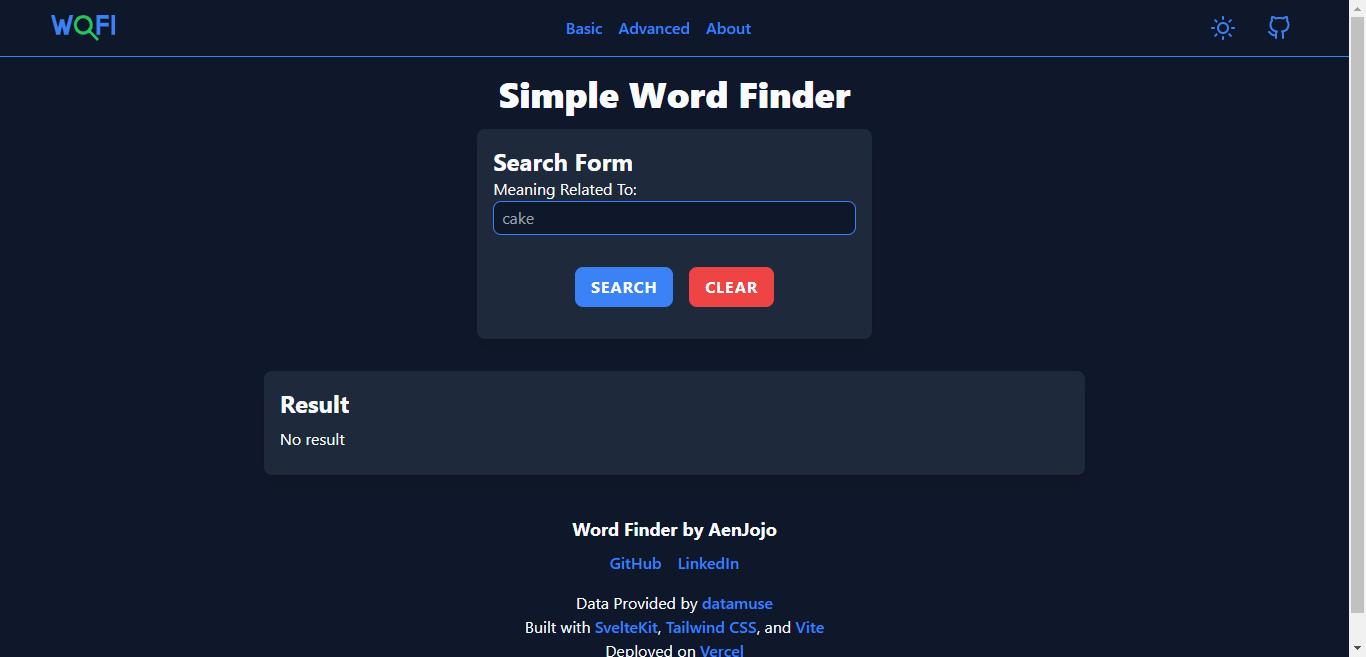 WOFI
Basic Advanced About
Simple Word Finder
Search Form
Meaning Related To:
cake
SEARCH CLEAR
Result
No result
Word Finder by AenJojo
GitHub LinkedIn
Data Provided by datamuse
Built with SvelteKit, Tailwind CSS, and Vite
Deployed on Vercel